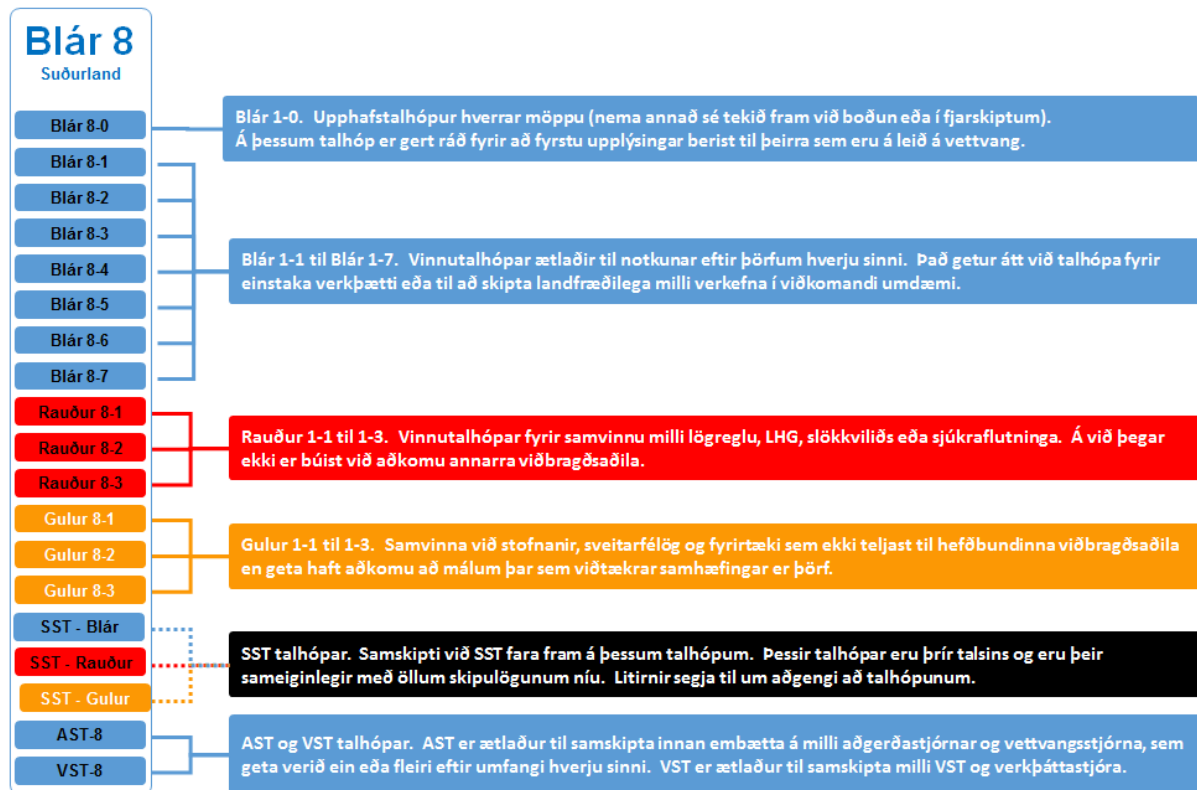 Blár 8
Suðurland
Blár 8-0
Blár 8-1
Blár 8-2
Blár 8-3
Blár 8-4
Blár 8-5
Blár 8-6
Blár 8-7
Rauður 8-1
Rauður 8-2
Rauður 8-3
Gulur 8-1
Gulur 8-2
Gulur 8-3
SST - Blár
SST - Rauður
SST - Gulur
AST-8
VST-8
Blár 1-0. Upphafstalhópur hverrar möppu (nema annað sé tekið fram við boðun eða í fjarskiptum).
Á þessum talhóp er gert ráð fyrir að fyrstu upplýsingar berist til þeirra sem eru á leið á vettvang.
Blár 1-1 til Blár 1-7. Vinnutalhópar ætlaðir til notkunar eftir þörfum hverju sinni. Það getur átt við talhópa fyrir
einstaka verkþætti eða til að skipta landfræðilega milli verkefna í viðkomandi umdæmi.
Rauður 1-1 til 1-3. Vinnutalhópar fyrir samvinnu milli lögreglu, LHG, slökkviliðs eða sjúkraflutninga. Á við þegar
ekki er búist við aðkomu annarra viðbragðsaðila.
Gulur 1-1 til 1-3. Samvinna við stofnanir, sveitarfélög og fyrirtæki sem ekki teljast til hefðbundinna viðbragðsaðila
en geta haft aðkomu að málum þar sem viðtækrar samhæfingar er þörf.
SST talhópar. Samskipti við SST fara fram á þessum talhópum. Þessir talhópar eru þrír talsins og eru þeir
sameiginlegir með öllum skipulögunum níu. Litirnir segja til um aðgengi að talhópunum.
AST og VST talhópar. AST er ætlaður til samskipta innan embætta á milli aðgerðastjórnar og vettvangsstjórna, sem
geta verið ein eða fleiri eftir umfangi hverju sinni. VST er ætlaður til samskipta milli VST og verkþáttastjóra.